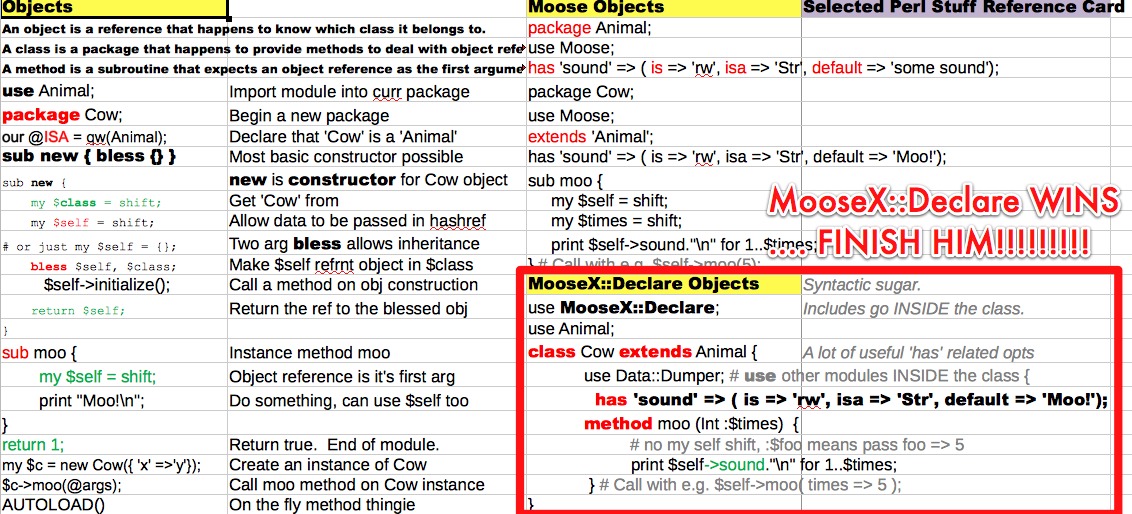 Objects
An object is a reference that happens to know which class it belongs to.
A class is a package that happens to provide methods to deal with object refe
A method is a subroutine that expects an object reference as the first argume
use Animal; Import module into curr package
package Cow; Begin a new package
our @ISA = qw(Animal); Declare that 'Cow' is a 'Animal'
sub new { bless {} } Most basic constructor possible
sub new { new is constructor for Cow object
my $class = shift; Get 'Cow' from
my $self = shift; Allow data to be passed in hashref
# or just my $self = {}; Two arg bless allows inheritance
bless $self, $class; Make $self refrnt object in $class
$self->initialize(); Call a method on obj construction
return $self; Return the ref to the blessed obj
}
sub moo { Instance method moo
my $self = shift; Object reference is it's first arg
print "Moo!\n"; Do something, can use $self too
}
return 1; Return true. End of module.
my $c = new Cow({ 'x' =>'y'}); Create an instance of Cow
$c->moo(@args); Call moo method on Cow instance
AUTOLOAD() On the fly method thingie
Moose Objects
package Animal;
use Moose;
has 'sound' => ( is => 'rw', isa => 'Str', default => 'some sound');
package Cow;
use Moose;
extends 'Animal';
has 'sound' => ( is => 'rw', isa => 'Str', default => 'Moo!');
sub moo {
my $self = shift;
my $times = shift;
print $self->sound."\n" for 1..$times;
} # Call with e.g. $self->moo(5);
Selected Perl Stuff Reference Card
MooseX::Declare WINS
.... FINISH HIM!!!!!!!!!!
MooseX::Declare Objects Syntactic sugar.
use MooseX::Declare; Includes go INSIDE the class.
use Animal;
class Cow extends Animal { A lot of useful 'has' related opts
use Data::Dumper; # use other modules INSIDE the class {
has 'sound' => ( is => 'rw', isa => 'Str', default => 'Moo!');
method moo (Int :$times) {
# no my self shift, :$foo means pass foo => 5
print $self->sound."\n" for 1..$times;
} # Call with e.g. $self->moo( times => 5 );
}